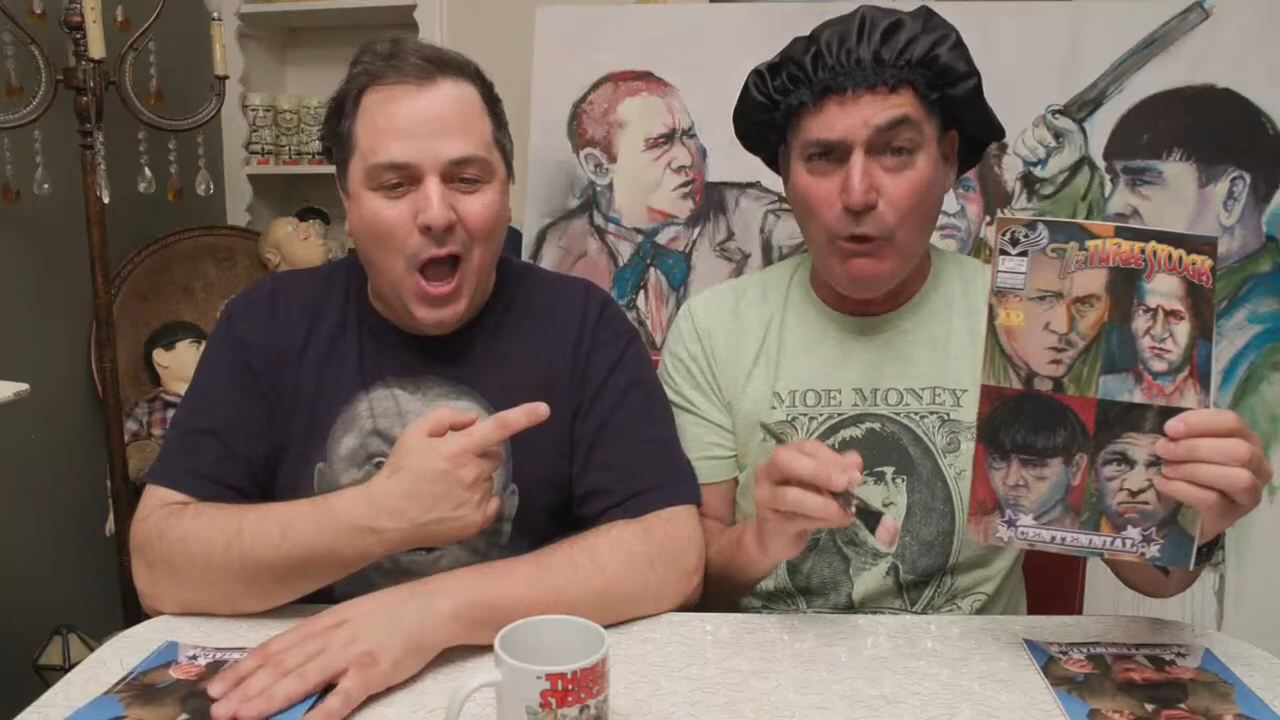 The THREE STOOGES
CENTENNIAL
MOE MONEY
THREE
STOOGES